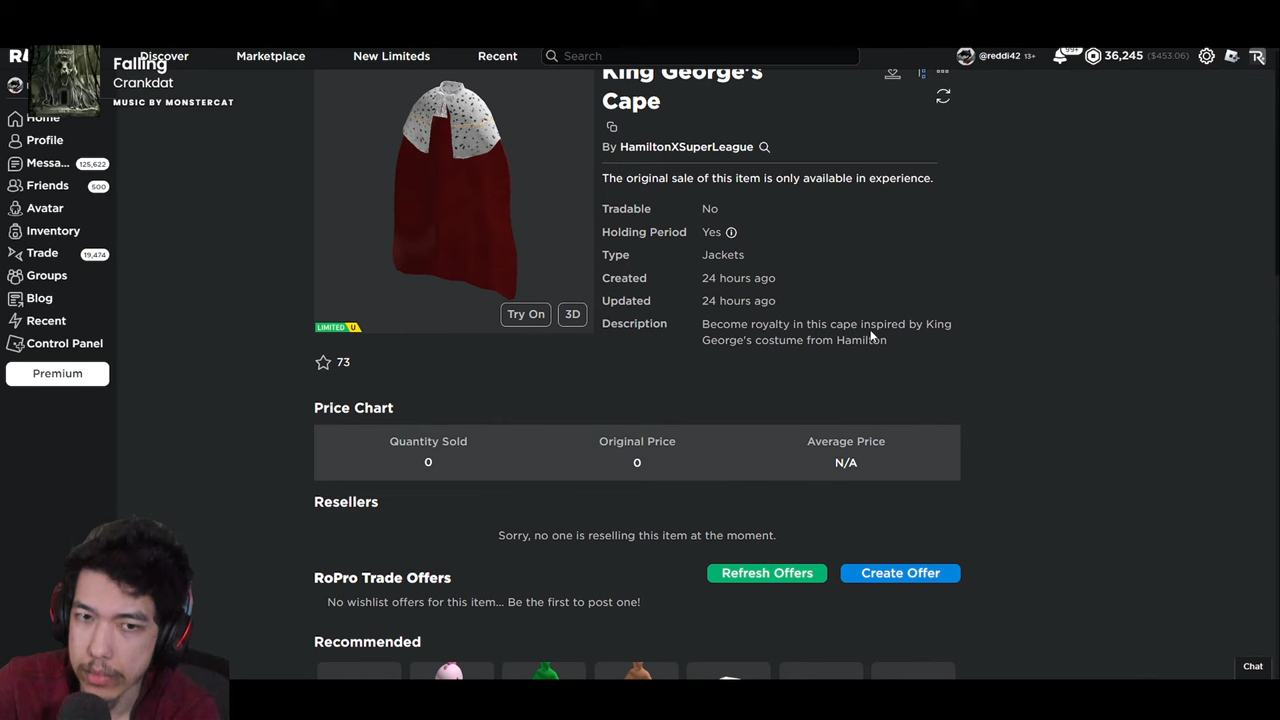 Falling
Crankdat
MUSIC BY MONSTERCAT
Discover
Marketplace
New Limiteds
Recent
Search
@reddi42 13+
99+
36,245 ($453.06)
Home
Profile
Messa... 125,622
Friends 500
Avatar
Inventory
Trade 19,474
Groups
Blog
Recent
Control Panel
Premium
LIMITED U
Try On
3D
King George's
Cape
By HamiltonXSuperLeague
The original sale of this item is only available in experience.
Tradable No
Holding Period Yes
Type Jackets
Created 24 hours ago
Updated 24 hours ago
Description Become royalty in this cape inspired by King
George's costume from Hamilton
73
Price Chart
Quantity Sold Original Price Average Price
0 0 N/A
Resellers
Sorry, no one is reselling this item at the moment.
RoPro Trade Offers
Refresh Offers
Create Offer
No wishlist offers for this item... Be the first to post one!
Recommended
Chat